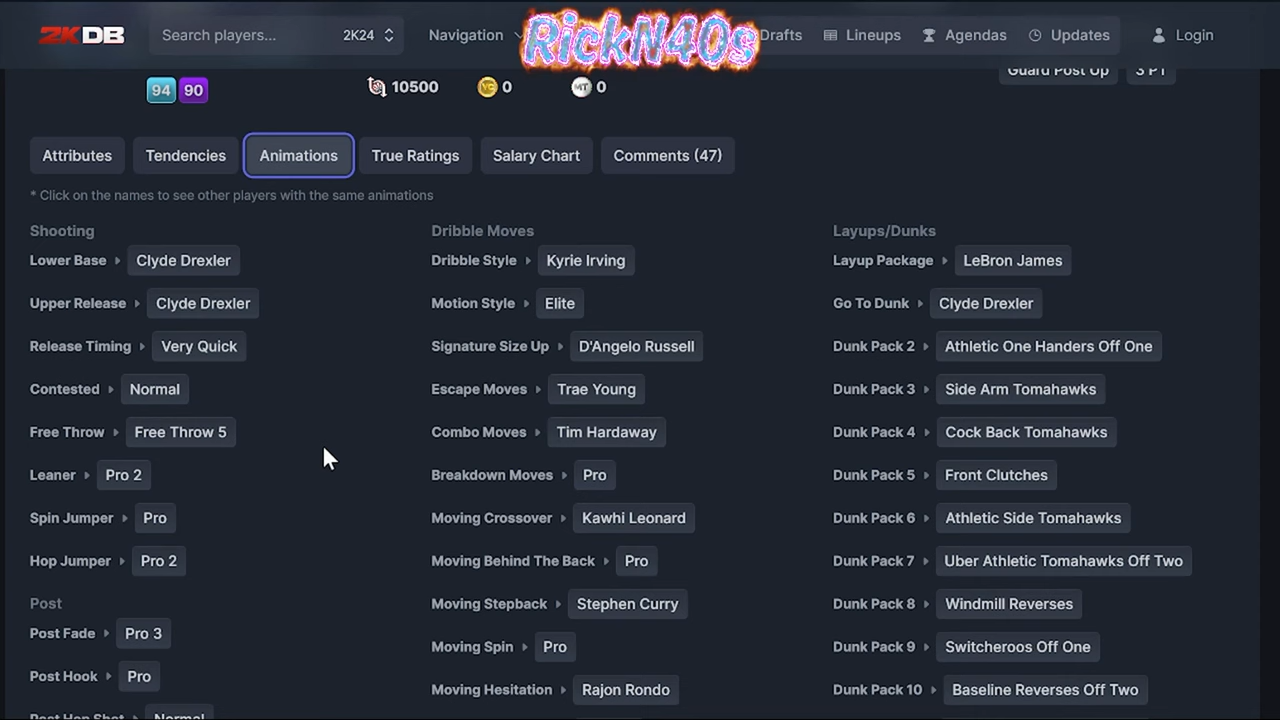 2KDB Search players... 2K24 Navigation RickN40s Drafts Lineups Agendas Updates Login
94 90 10500 VC 0 MT 0 Guard Post Up 3 PT
Attributes Tendencies Animations True Ratings Salary Chart Comments (47)
* Click on the names to see other players with the same animations
Shooting
Lower Base Clyde Drexler
Upper Release Clyde Drexler
Release Timing Very Quick
Contested Normal
Free Throw Free Throw 5
Leaner Pro 2
Spin Jumper Pro
Hop Jumper Pro 2
Post
Post Fade Pro 3
Post Hook Pro
Post Hop Shot Normal
Dribble Moves
Dribble Style Kyrie Irving
Motion Style Elite
Signature Size Up D'Angelo Russell
Escape Moves Trae Young
Combo Moves Tim Hardaway
Breakdown Moves Pro
Moving Crossover Kawhi Leonard
Moving Behind The Back Pro
Moving Stepback Stephen Curry
Moving Spin Pro
Moving Hesitation Rajon Rondo
Layups/Dunks
Layup Package LeBron James
Go To Dunk Clyde Drexler
Dunk Pack 2 Athletic One Handers Off One
Dunk Pack 3 Side Arm Tomahawks
Dunk Pack 4 Cock Back Tomahawks
Dunk Pack 5 Front Clutches
Dunk Pack 6 Athletic Side Tomahawks
Dunk Pack 7 Uber Athletic Tomahawks Off Two
Dunk Pack 8 Windmill Reverses
Dunk Pack 9 Switcheroos Off One
Dunk Pack 10 Baseline Reverses Off Two